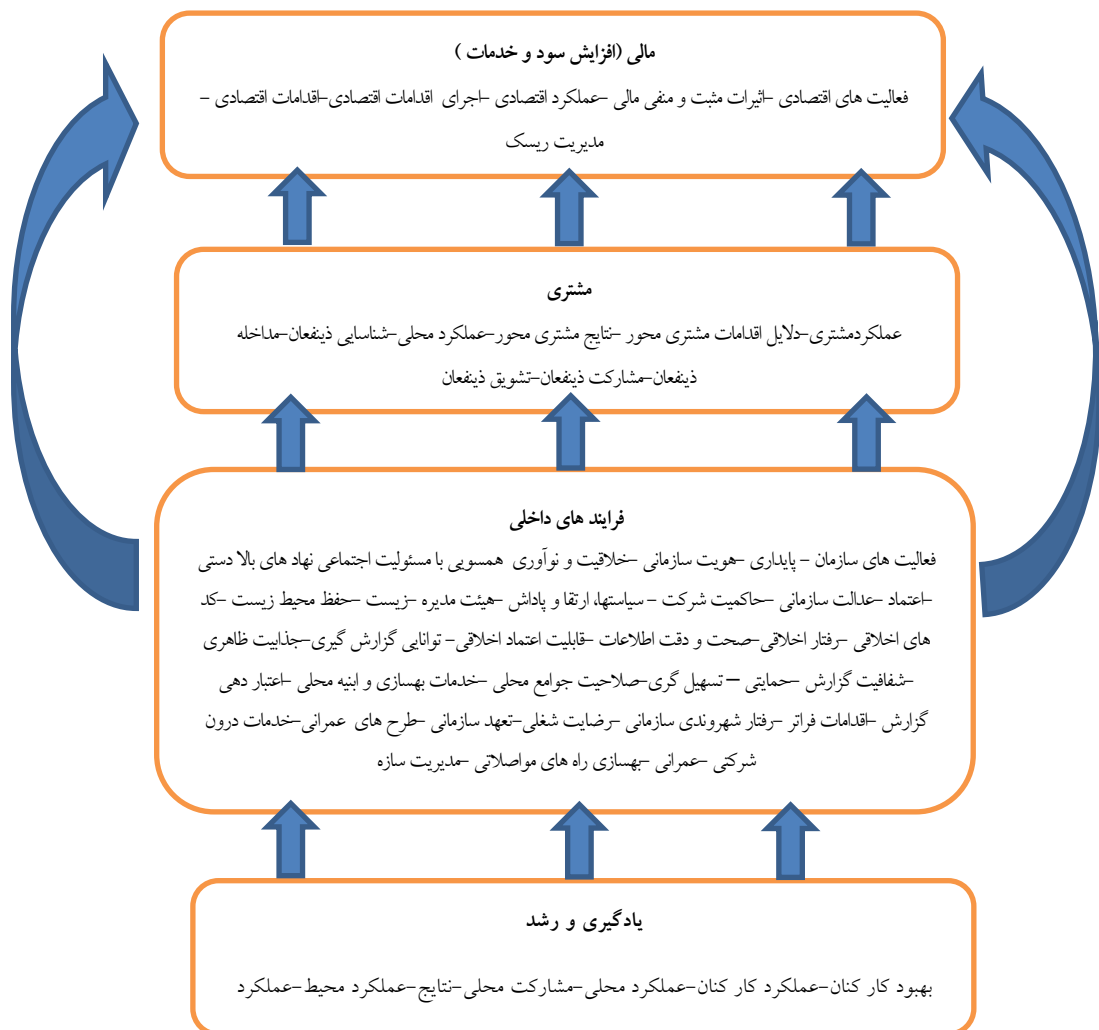 مالی (افزایش سود و خدمات )
فعالیت های اقتصادی -اثیرات مثبت و منفی مالی -عملکرد اقتصادی -اجرای اقدامات اقتصادی-اقدامات اقتصادی -
مدیریت ریسک
مشتری
عملکردمشتری-دلایل اقدامات مشتری محور -نتایج مشتری محور-عملکرد محلی-شناسایی ذینفعان-مداخله
ذینفعان-مشارکت ذینفعان-تشویق ذینفعان
فرایند های داخلی
فعالیت های سازمان - پایداری -هویت سازمانی -خلاقیت و نوآوری همسویی با مسئولیت اجتماعی نهاد های بالا دستی
-اعتماد -عدالت سازمانی -حاکمیت شرکت - سیاستها، ارتقا و پاداش -هیئت مدیره -زیست -حفظ محیط زیست -کد
های اخلاقی -رفتار اخلاقی-صحت و دقت اطلاعات -قابلیت اعتماد اخلاقی- توانایی گزارش گیری-جذابیت ظاهری
-شفافیت گزارش -حمایتی – تسهیل گری-صلاحیت جوامع محلی -خدمات بهسازی و ابنیه محلی -اعتبار دهی
گزارش -اقدامات فراتر -رفتار شهروندی سازمانی -رضایت شغلی-تعهد سازمانی -طرح های عمرانی-خدمات درون
شرکتی -عمرانی -بهسازی راه های مواصلاتی -مدیریت سازه
یادگیری و رشد
بهبود کار کنان-عملکرد کار کنان-عملکرد محلی-مشارکت محلی-نتایج-عملکرد محیط-عملکرد